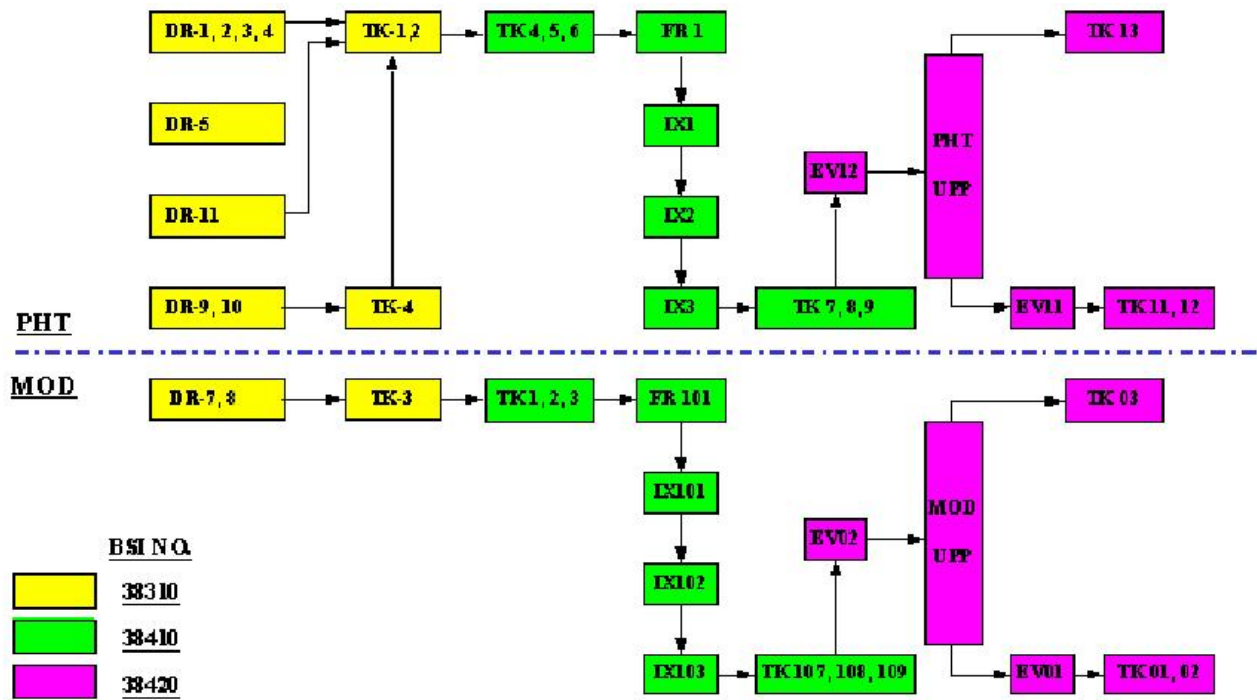 DR-1, 2, 3, 4
TK-1,2
TK 4, 5, 6
FR 1
TK 13
DR-5
IX1
PHT
UPP
EV12
DR-11
IX2
DR-9, 10
TK-4
IX3
TK 7, 8, 9
EV11
TK 11, 12
PHT
MOD
DR-7, 8
TK-3
TK 1, 2, 3
FR 101
TK 03
IX101
MOD
UPP
EV02
BSI NO.
38310
IX102
38410
IX103
TK 107, 108, 109
EV01
TK 01, 02
38420